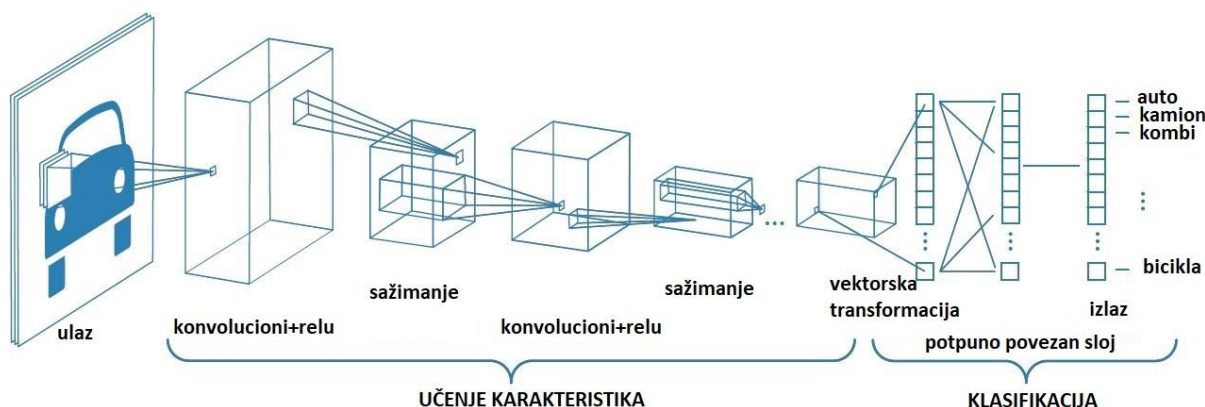 auto
kamion
kombi
bicikla
sažimanje
sažimanje
vektorska
transformacija
izlaz
ulaz
konvolucioni+relu
konvolucioni+relu
potpuno povezan sloj
UČENJE KARAKTERISTIKA
KLASIFIKACIJA